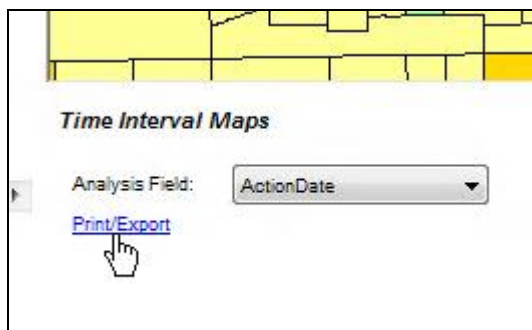 Time Interval Maps
Analysis Field: ActionDate
Print/Export